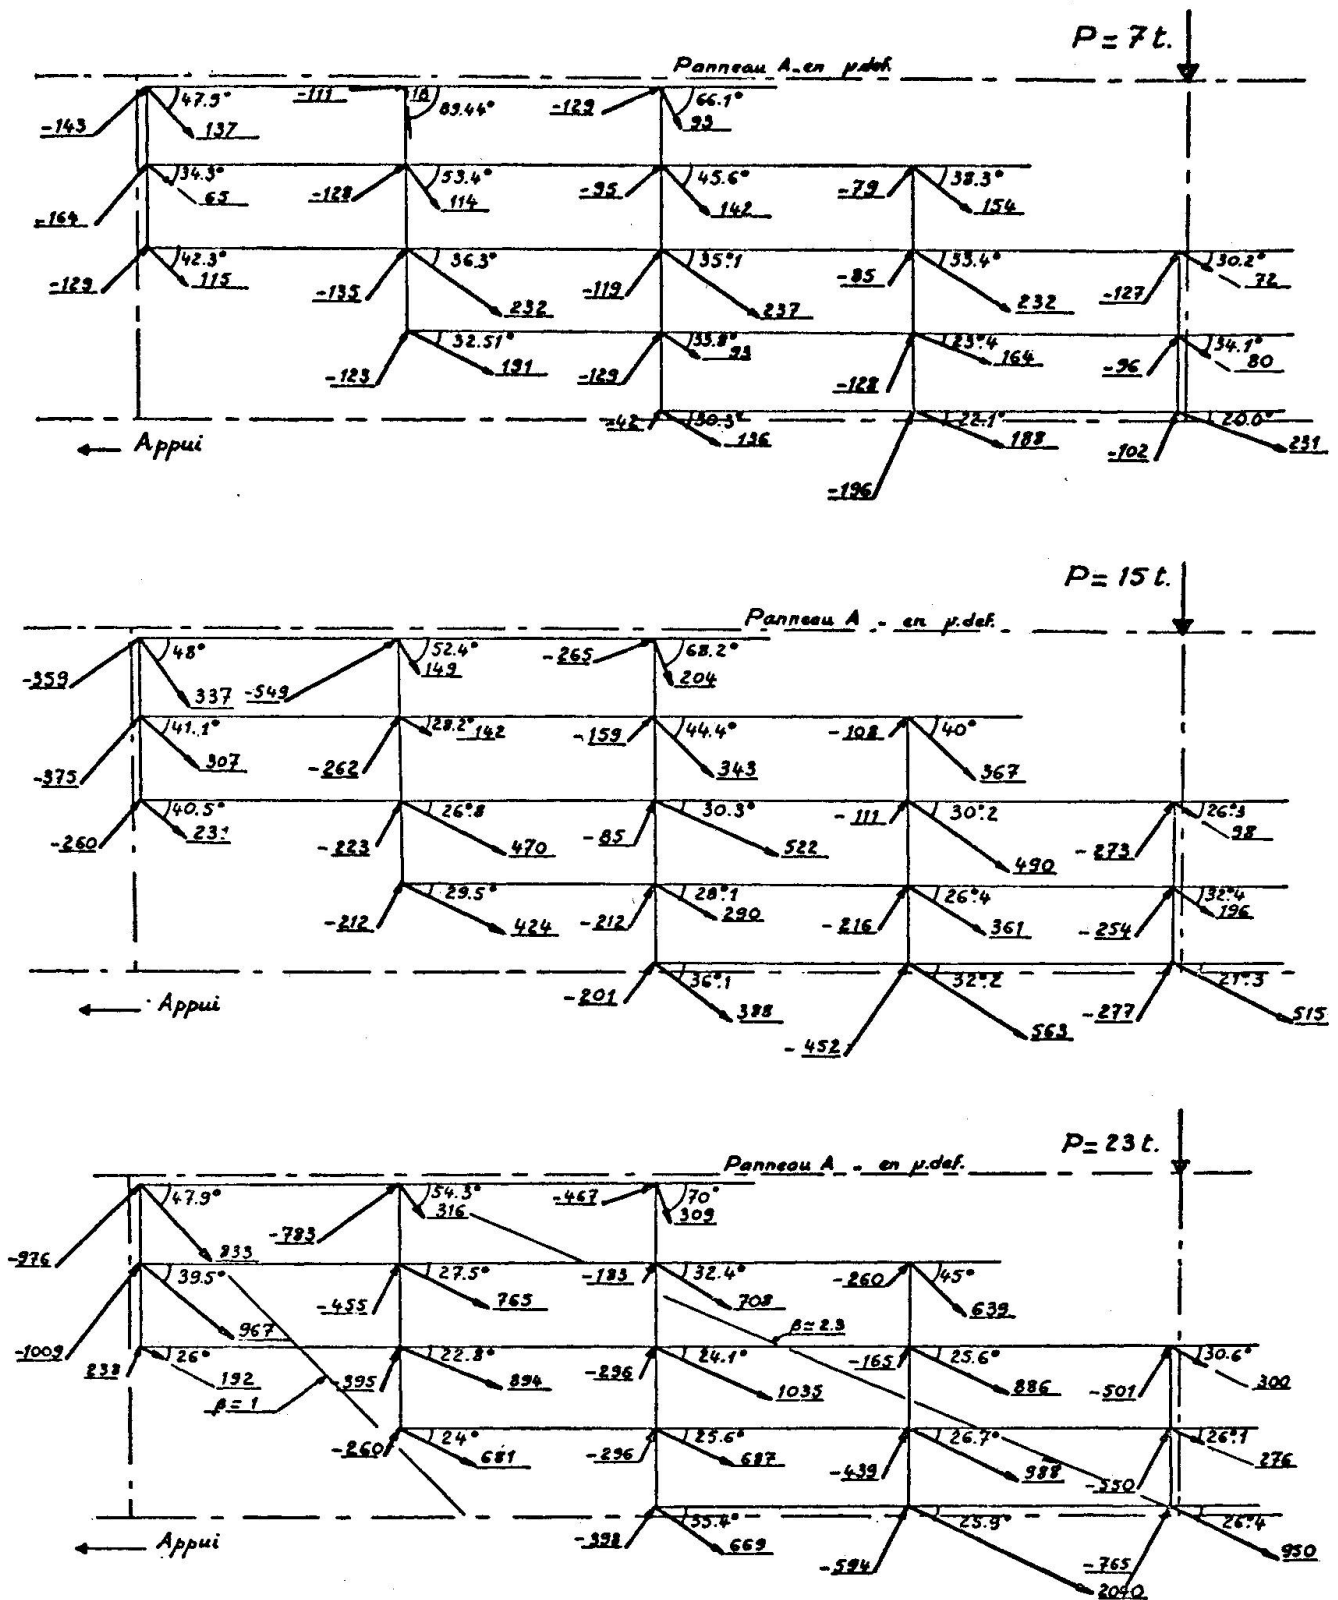 P = 7 t.
Panneau A - en µ.def.
47.9° -111 18 89.44° -129 66.1°
-143 137 93
34.3° -128 53.4° -95 45.6° -79 38.3°
-164 65 114 142 154
42.3° 36.3° 35°.1 -85 53.4° 30.2°
-129 115 -135 232 -119 237 232 -127 72
32.51° 33.8° 93 23°.4 164 -96 34.1° 80
-123 191 -129 -128
-42 30.3° 22.1° 20.0°
136 188 -102 231
-196
Appui
P = 15 t.
Panneau A - en µ.def.
48° 52.4° -265 68.2°
-359 337 -549 149 204
41.1° 28.2° 142 -159 44.4° -108 40°
-375 307 -262 343 367
40.5° 26°.8 30.3° -111 30°.2 26°.3
-260 231 -223 470 -85 522 490 -273 98
29.5° 28°.1 26°.4 32°.4
-212 424 -212 290 -216 361 -254 196
36°.1 32°.2 21°.3
-201 388 -452 563 -277 515
Appui
P = 23 t.
Panneau A - en µ.def.
47.9° 54.3° -467 70°
-976 833 -783 316 309
39.5° 27.5° -183 32.4° -260 45°
-1009 967 -455 765 708 639
β = 2.3
238 26° 22.8° 24.1° -165 25.6° 30.6°
192 395 894 -296 1035 886 -501 300
β = 1
24° 25.6° 26.7° 26°.1
-260 681 -296 687 -439 988 -550 276
35.4° 25.9° 26°.4
-398 669 -594 2040 -765 950
Appui